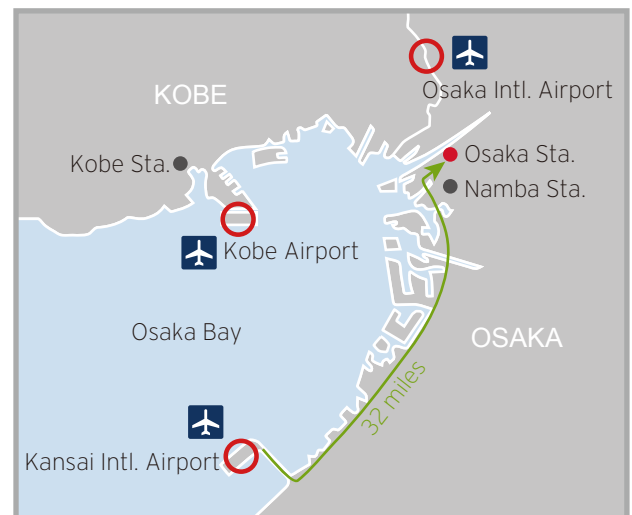 Osaka Intl. Airport
KOBE
Osaka Sta.
Kobe Sta.
Namba Sta.
Kobe Airport
Osaka Bay
OSAKA
32 miles
Kansai Intl. Airport